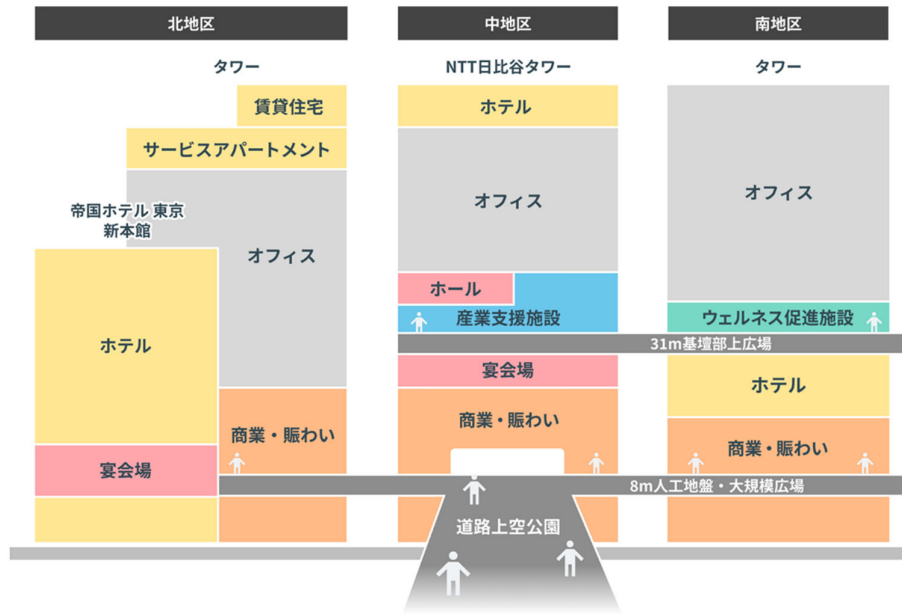 北地区
タワー
賃貸住宅
サービスアパートメント
帝国ホテル 東京
新本館
オフィス
ホテル
商業・賑わい
宴会場
中地区
NTT日比谷タワー
ホテル
オフィス
ホール
産業支援施設
宴会場
商業・賑わい
道路上空公園
南地区
タワー
オフィス
ウェルネス促進施設
31m基壇部上広場
ホテル
商業・賑わい
8m人工地盤・大規模広場